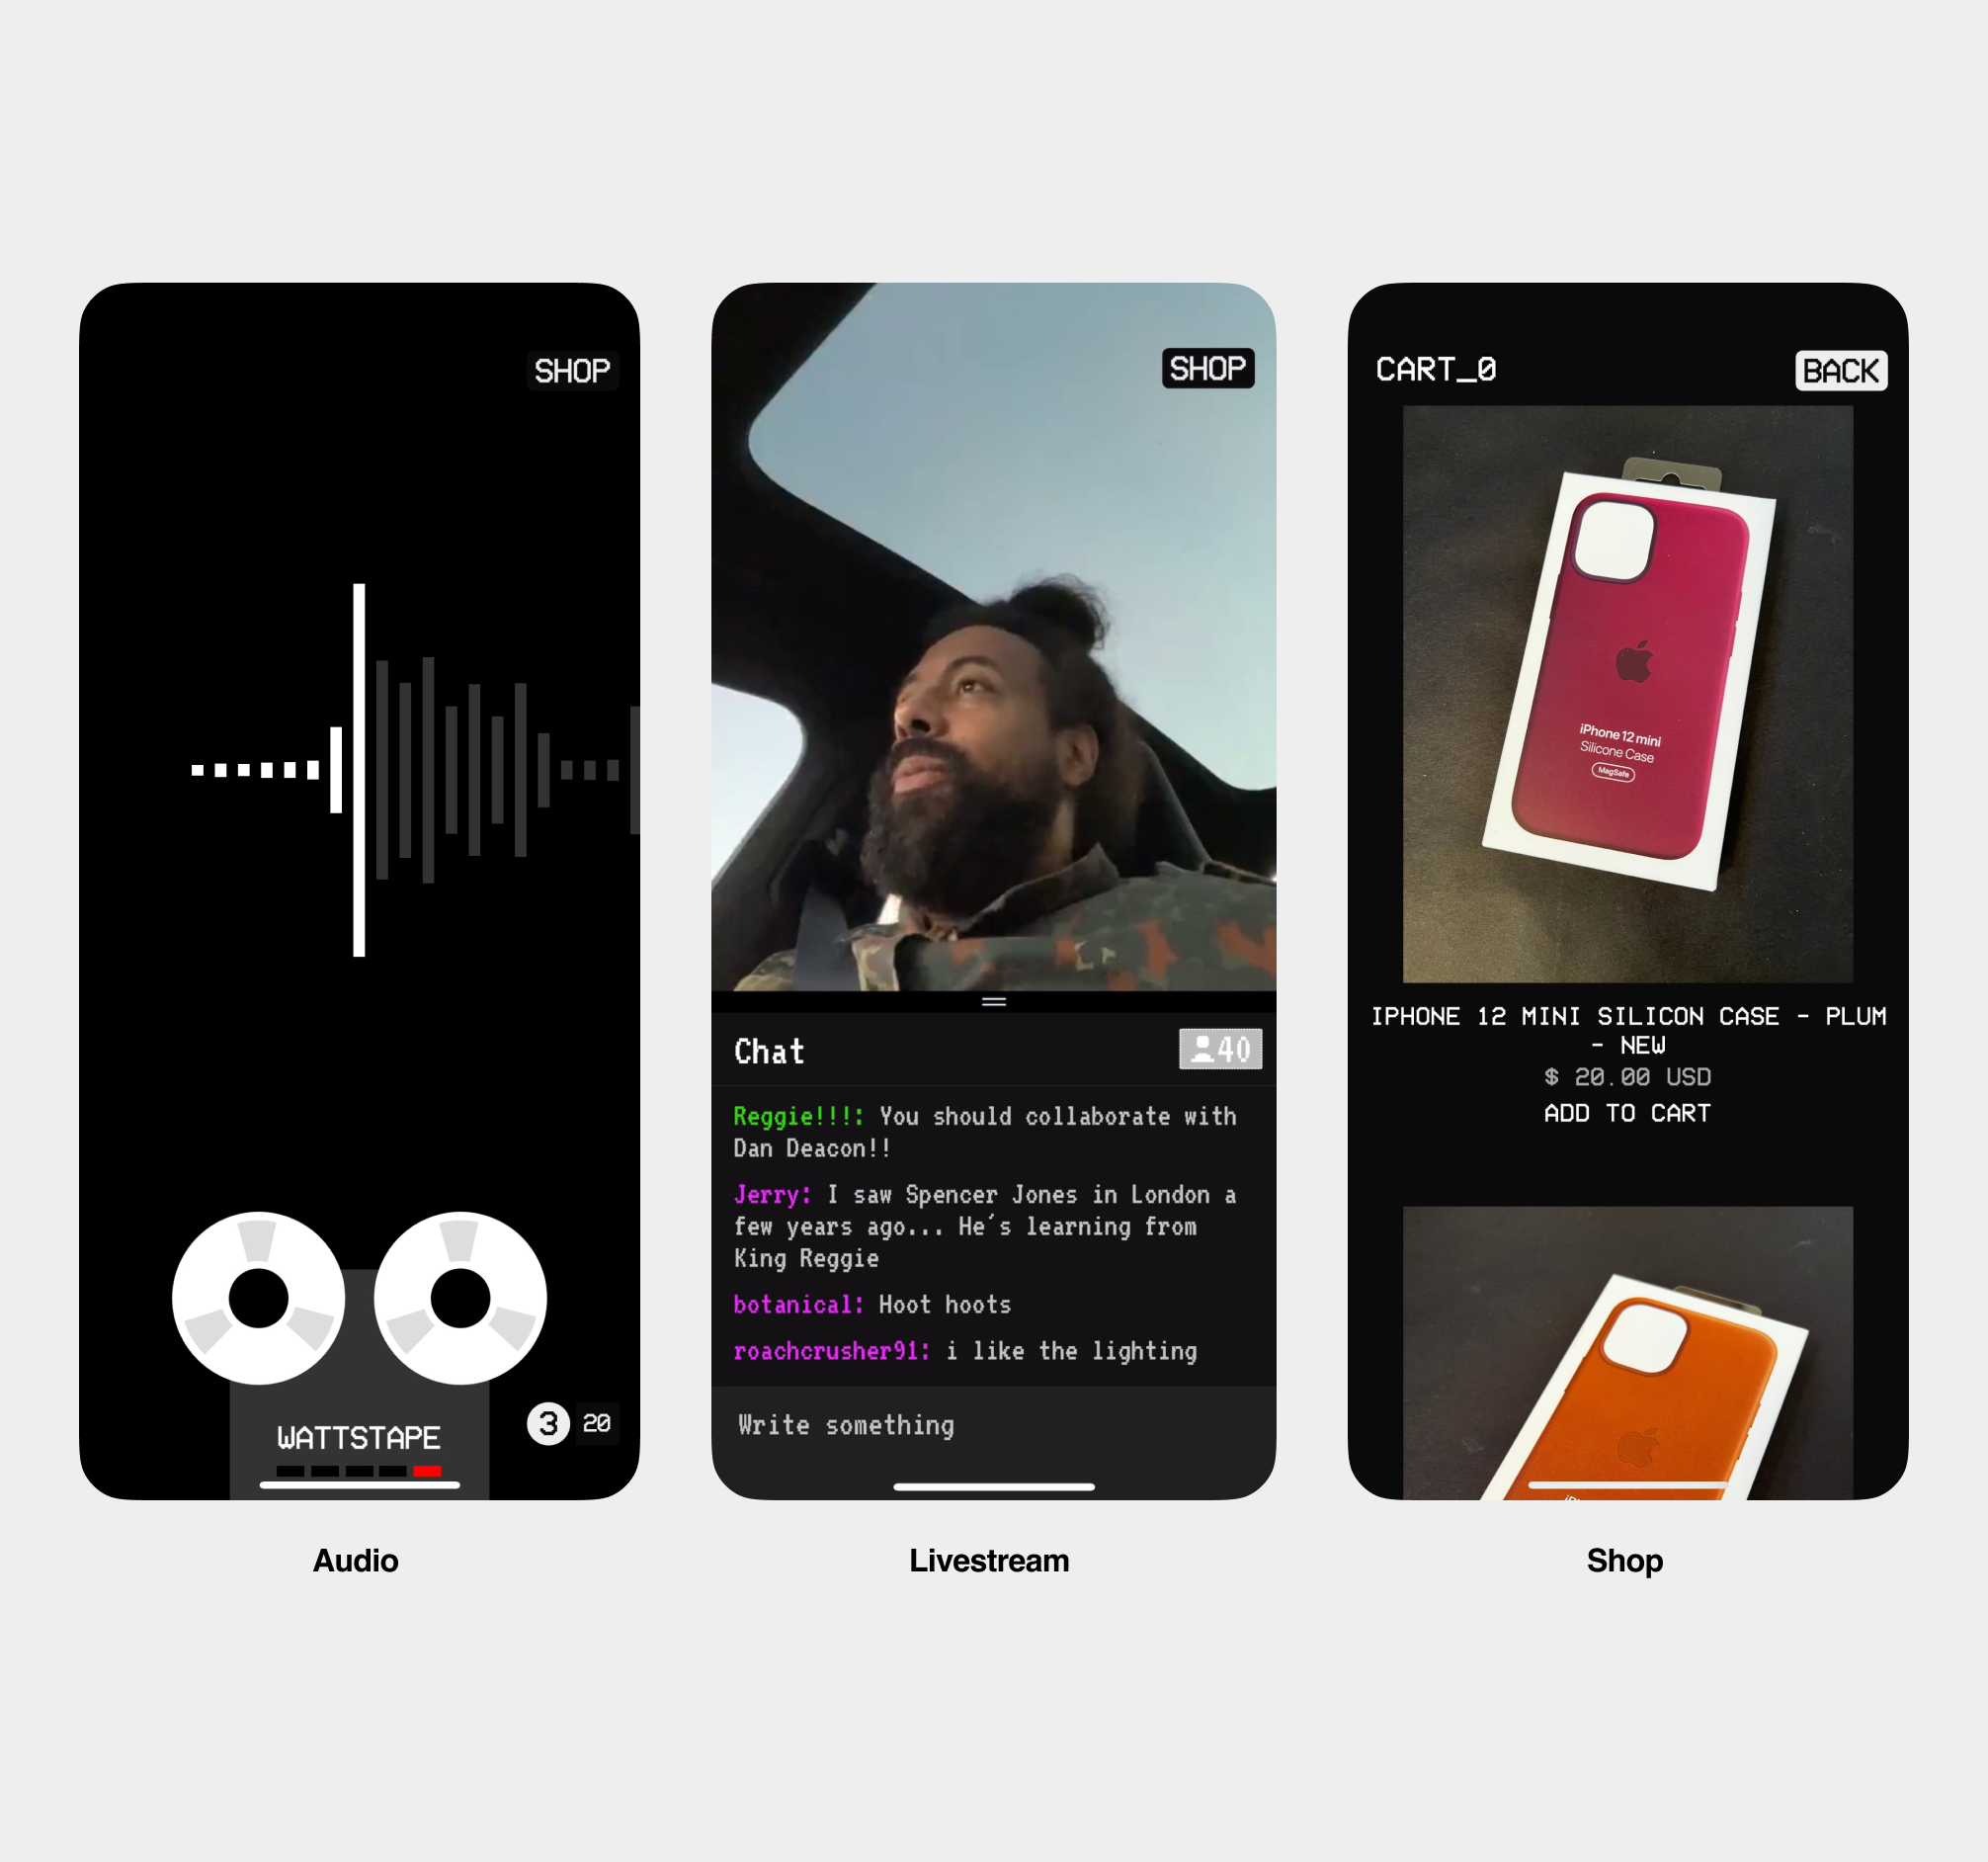 SHOP
3 20
WATTSTAPE
Audio
SHOP
Chat
40
Reggie!!!: You should collaborate with
Dan Deacon!!
Jerry: I saw Spencer Jones in London a
few years ago... He's learning from
King Reggie
botanical: Hoot hoots
roachcrusher91: i like the lighting
Write something
Livestream
CART_0
BACK
iPhone 12 mini
Silicone Case
MagSafe
IPHONE 12 MINI SILICON CASE - PLUM
- NEW
$ 20.00 USD
ADD TO CART
Shop